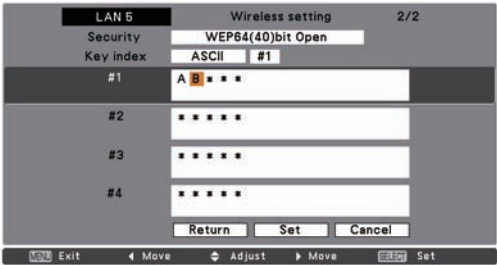 LAN 5 Wireless setting 2/2
Security WEP64(40)bit Open
Key index ASCII #1
#1 A B * * *
#2 * * * * *
#3 * * * * *
#4 * * * * *
Return Set Cancel
MENU Exit ◀ Move ◆ Adjust ▶ Move SELECT Set